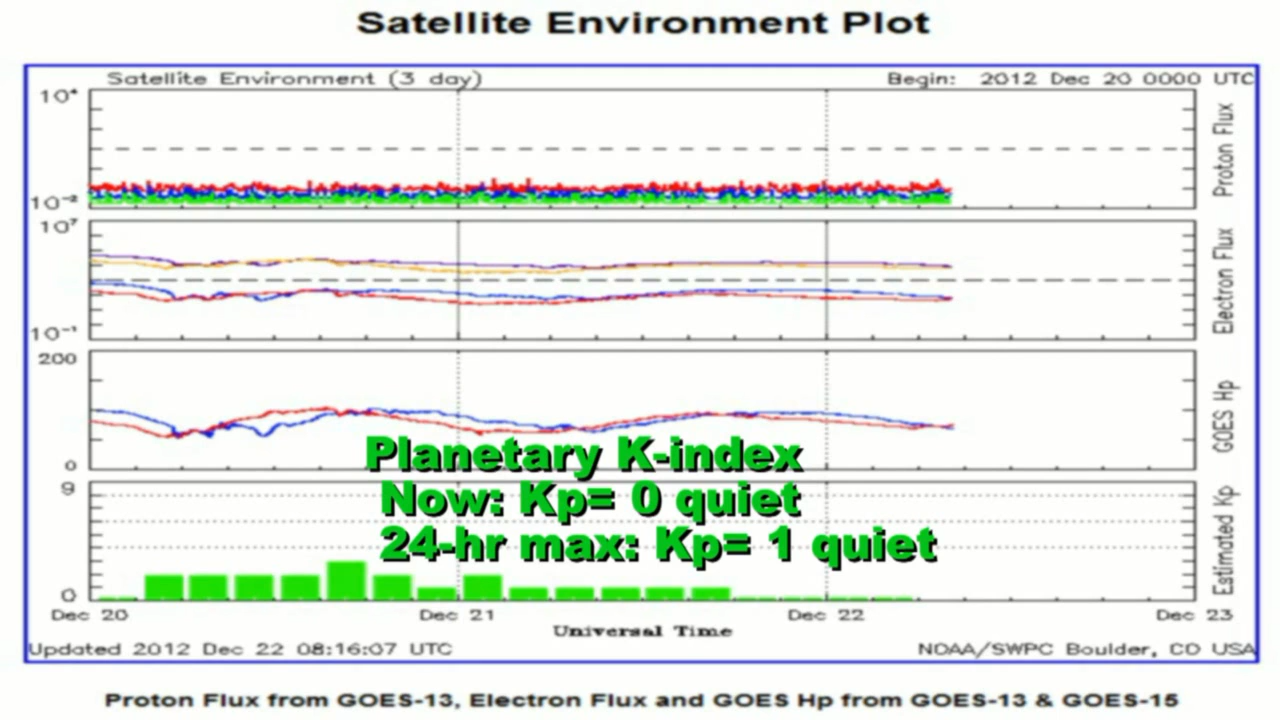 Satellite Environment Plot
Satellite Environment (3 day) Begin: 2012 Dec 20 0000 UTC
10⁴
10⁻²
Proton Flux
10⁷
10⁻¹
Electron Flux
200
0
GOES Hp
Planetary K-index
Now: Kp= 0 quiet
24-hr max: Kp= 1 quiet
9
0
Estimated Kp
Dec 20 Dec 21 Dec 22 Dec 23
Universal Time
Updated 2012 Dec 22 08:16:07 UTC NOAA/SWPC Boulder, CO USA
Proton Flux from GOES-13, Electron Flux and GOES Hp from GOES-13 & GOES-15